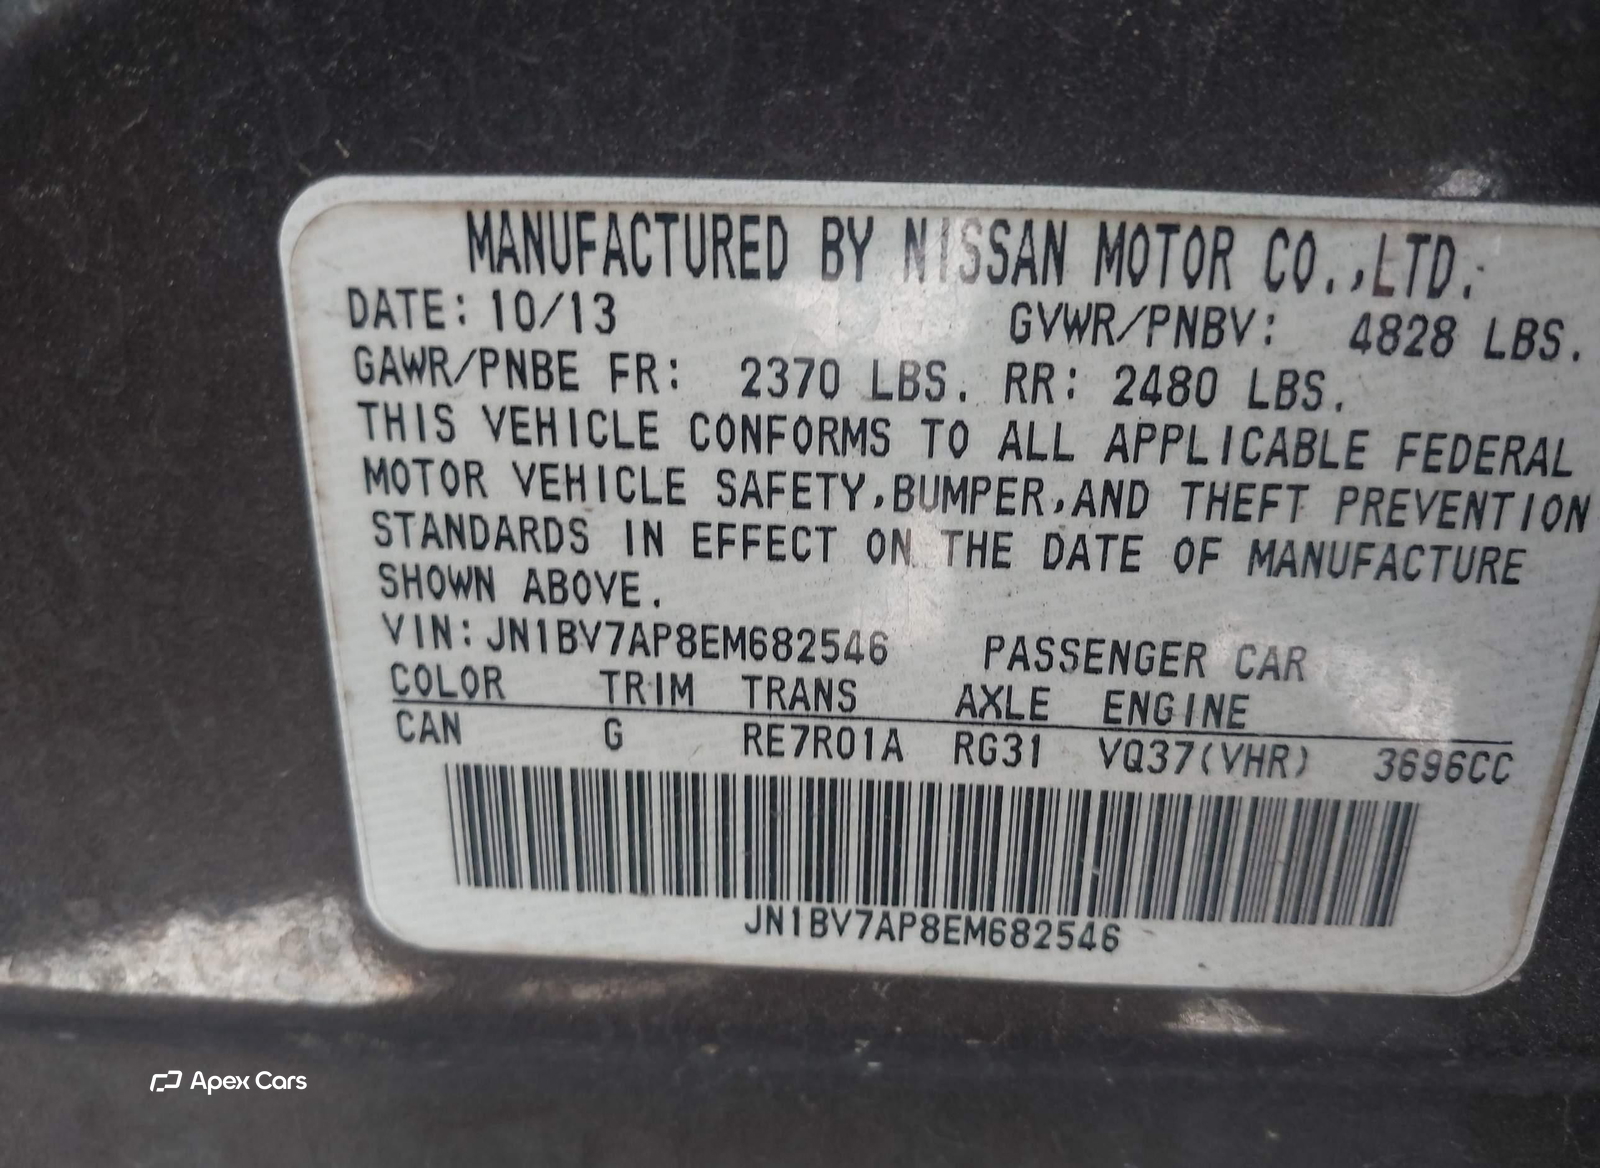 MANUFACTURED BY NISSAN MOTOR CO.,LTD.
DATE: 10/13 GVWR/PNBV: 4828 LBS.
GAWR/PNBE FR: 2370 LBS. RR: 2480 LBS.
THIS VEHICLE CONFORMS TO ALL APPLICABLE FEDERAL
MOTOR VEHICLE SAFETY,BUMPER,AND THEFT PREVENTION
STANDARDS IN EFFECT ON THE DATE OF MANUFACTURE
SHOWN ABOVE.
VIN: JN1BV7AP8EM682546 PASSENGER CAR
COLOR TRIM TRANS AXLE ENGINE
CAN G RE7R01A RG31 VQ37(VHR) 3696CC
JN1BV7AP8EM682546
Apex Cars